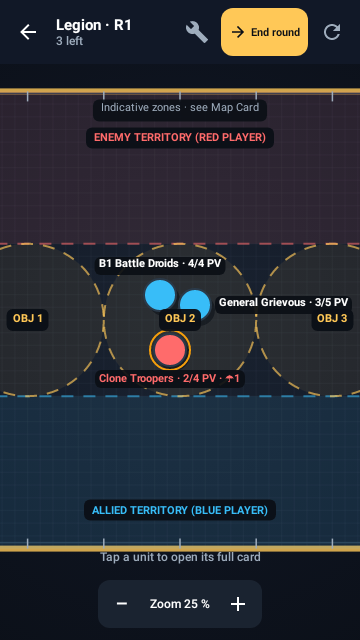 Legion · R1
3 left
End round
Indicative zones · see Map Card
ENEMY TERRITORY (RED PLAYER)
B1 Battle Droids · 4/4 PV
General Grievous · 3/5 PV
OBJ 1
OBJ 2
OBJ 3
Clone Troopers · 2/4 PV · ☂1
ALLIED TERRITORY (BLUE PLAYER)
Tap a unit to open its full card
− Zoom 25 % +